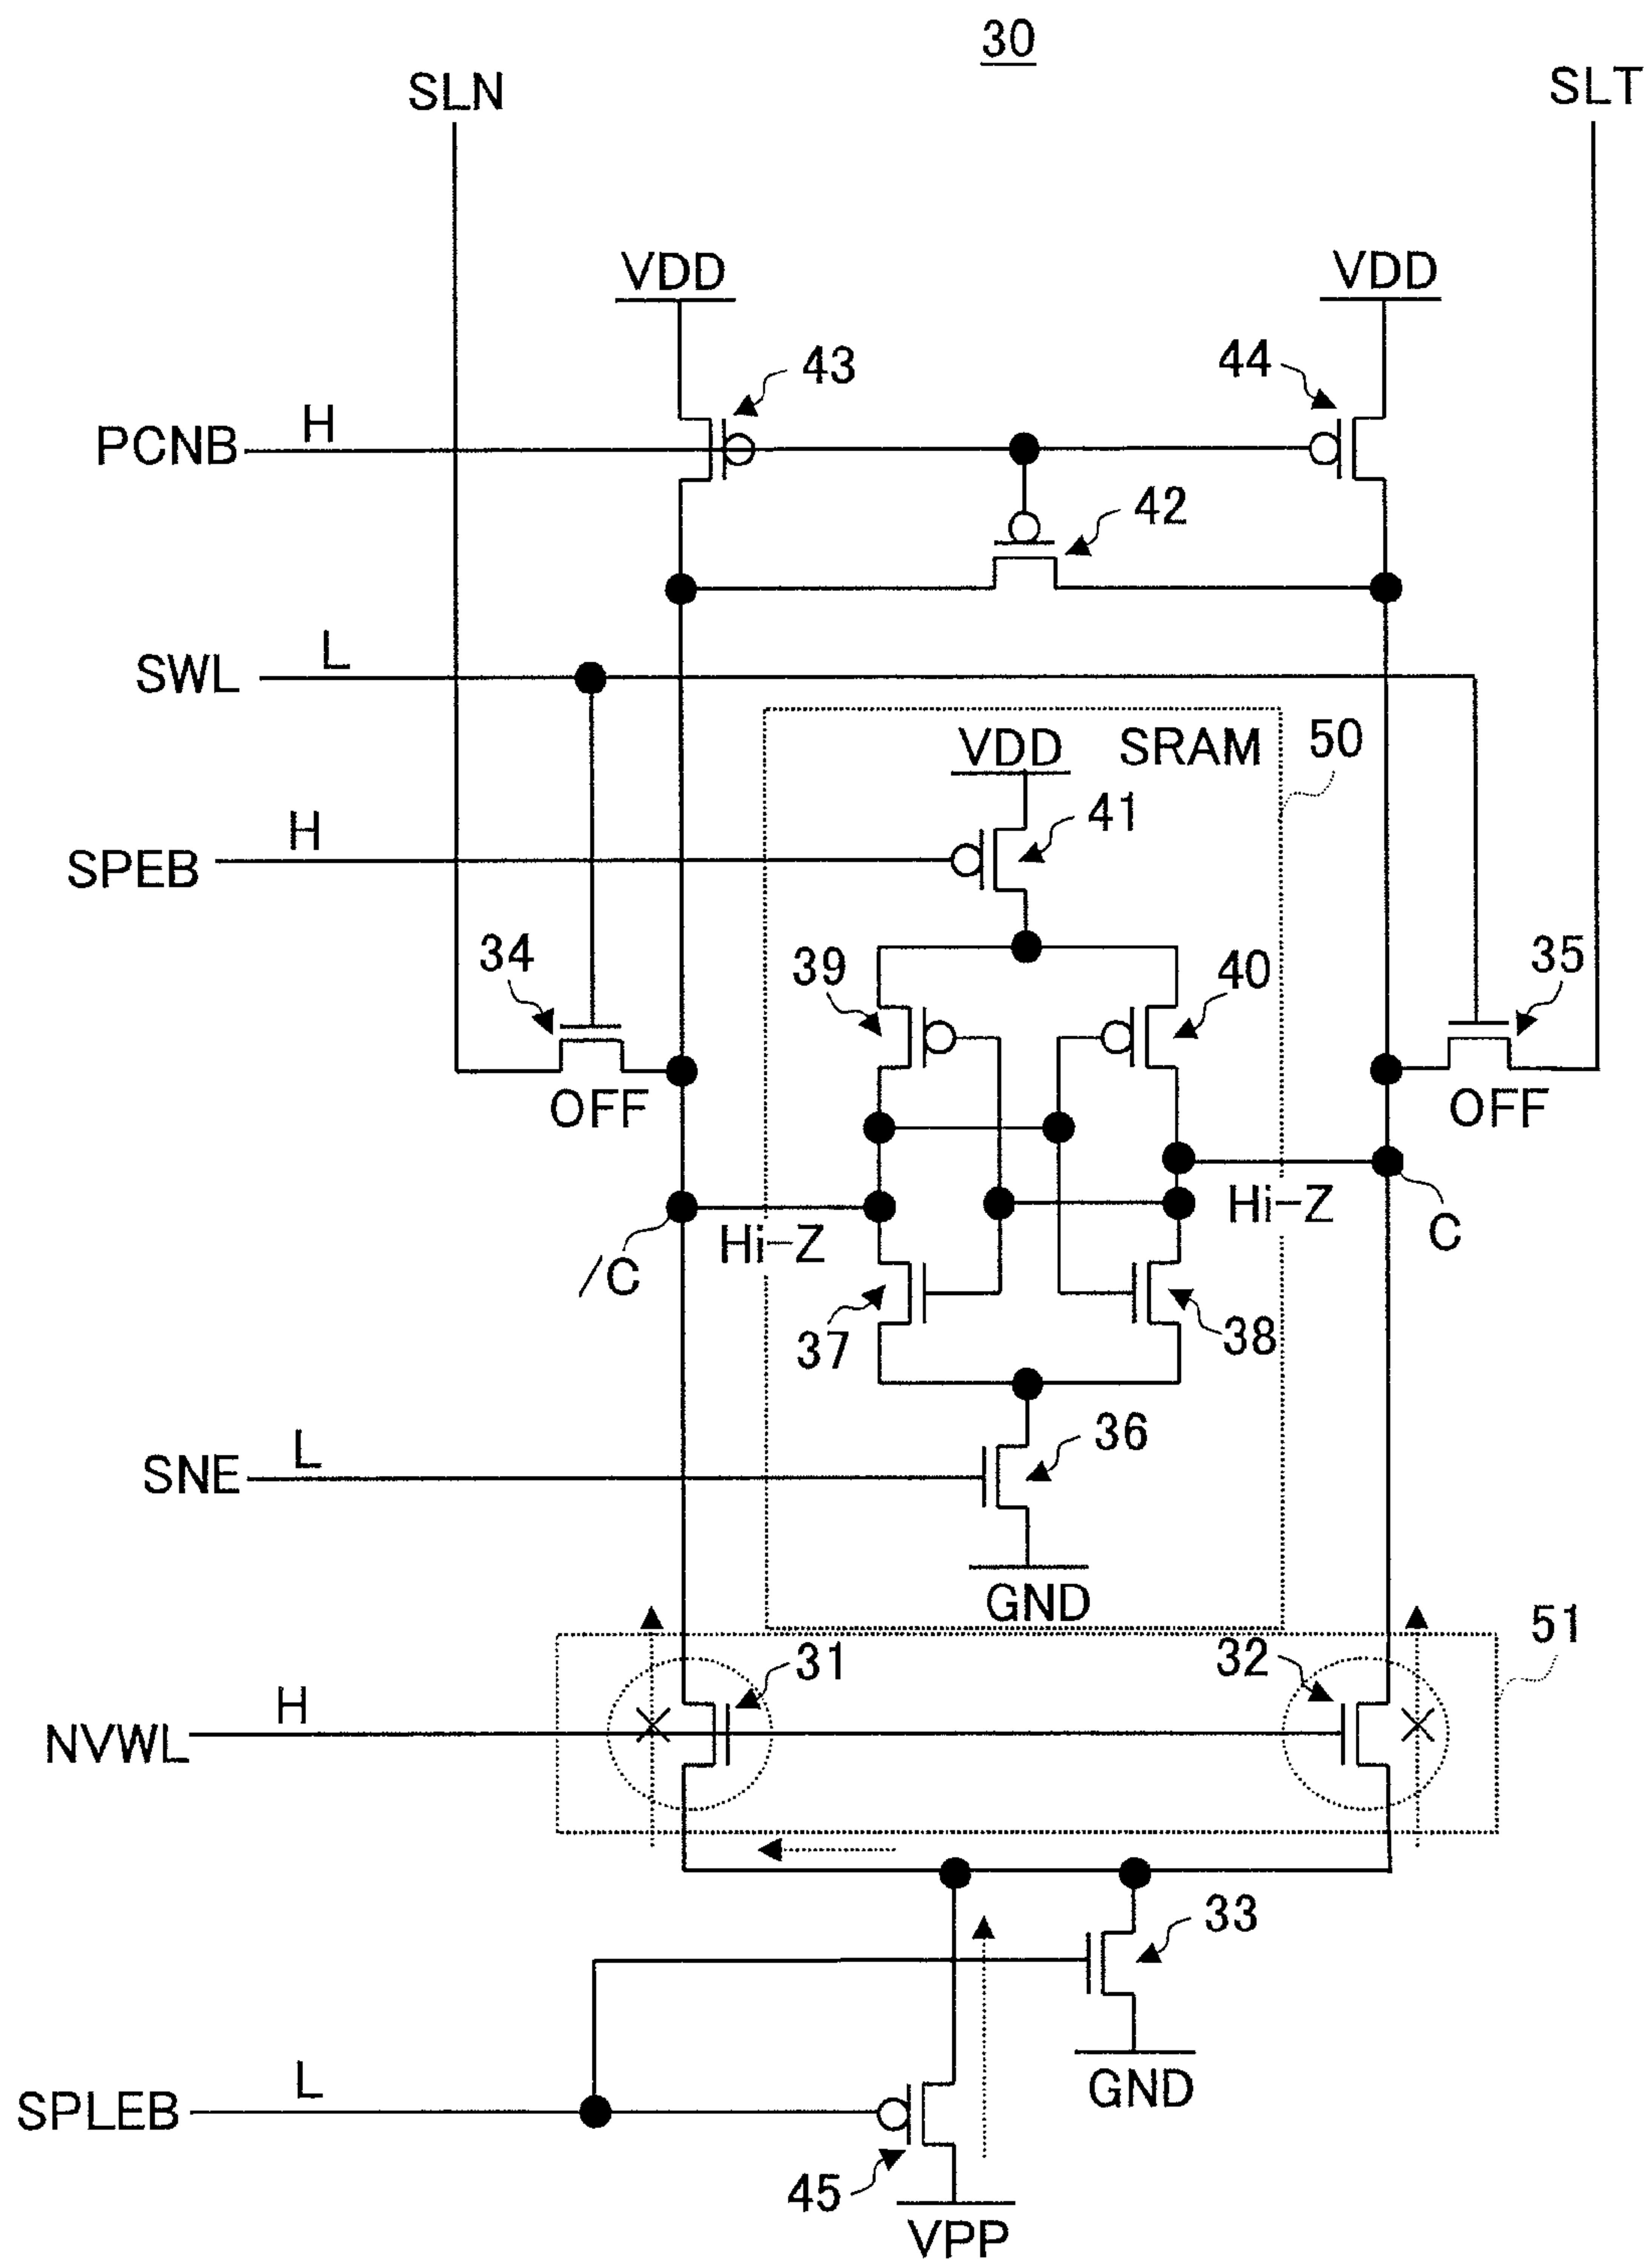 30
SLN
SLT
VDD
VDD
43
44
PCNB
H
42
SWL
L
VDD
SRAM
50
SPEB
H
41
34
39
40
35
OFF
OFF
Hi-Z
Hi-Z
/C
C
37
38
SNE
L
36
GND
51
31
32
NVWL
H
33
GND
SPLEB
L
45
VPP